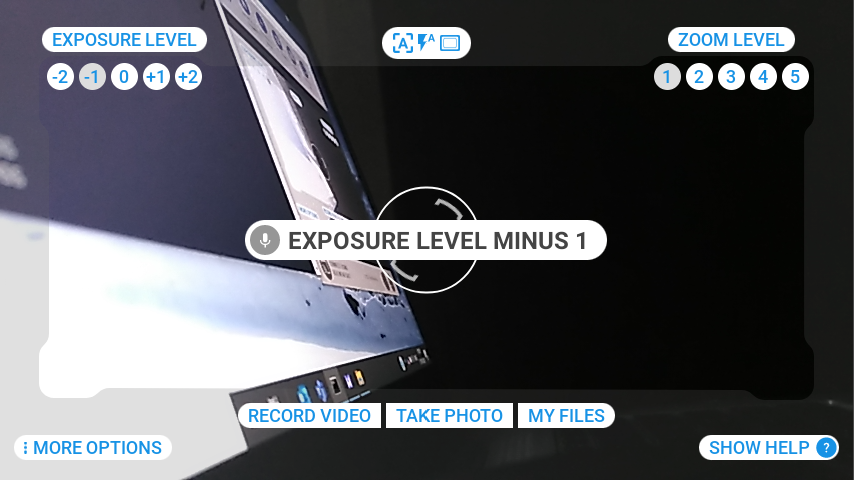 EXPOSURE LEVEL
-2 -1 0 +1 +2
A A
ZOOM LEVEL
1 2 3 4 5
EXPOSURE LEVEL MINUS 1
RECORD VIDEO TAKE PHOTO MY FILES
MORE OPTIONS
SHOW HELP ?